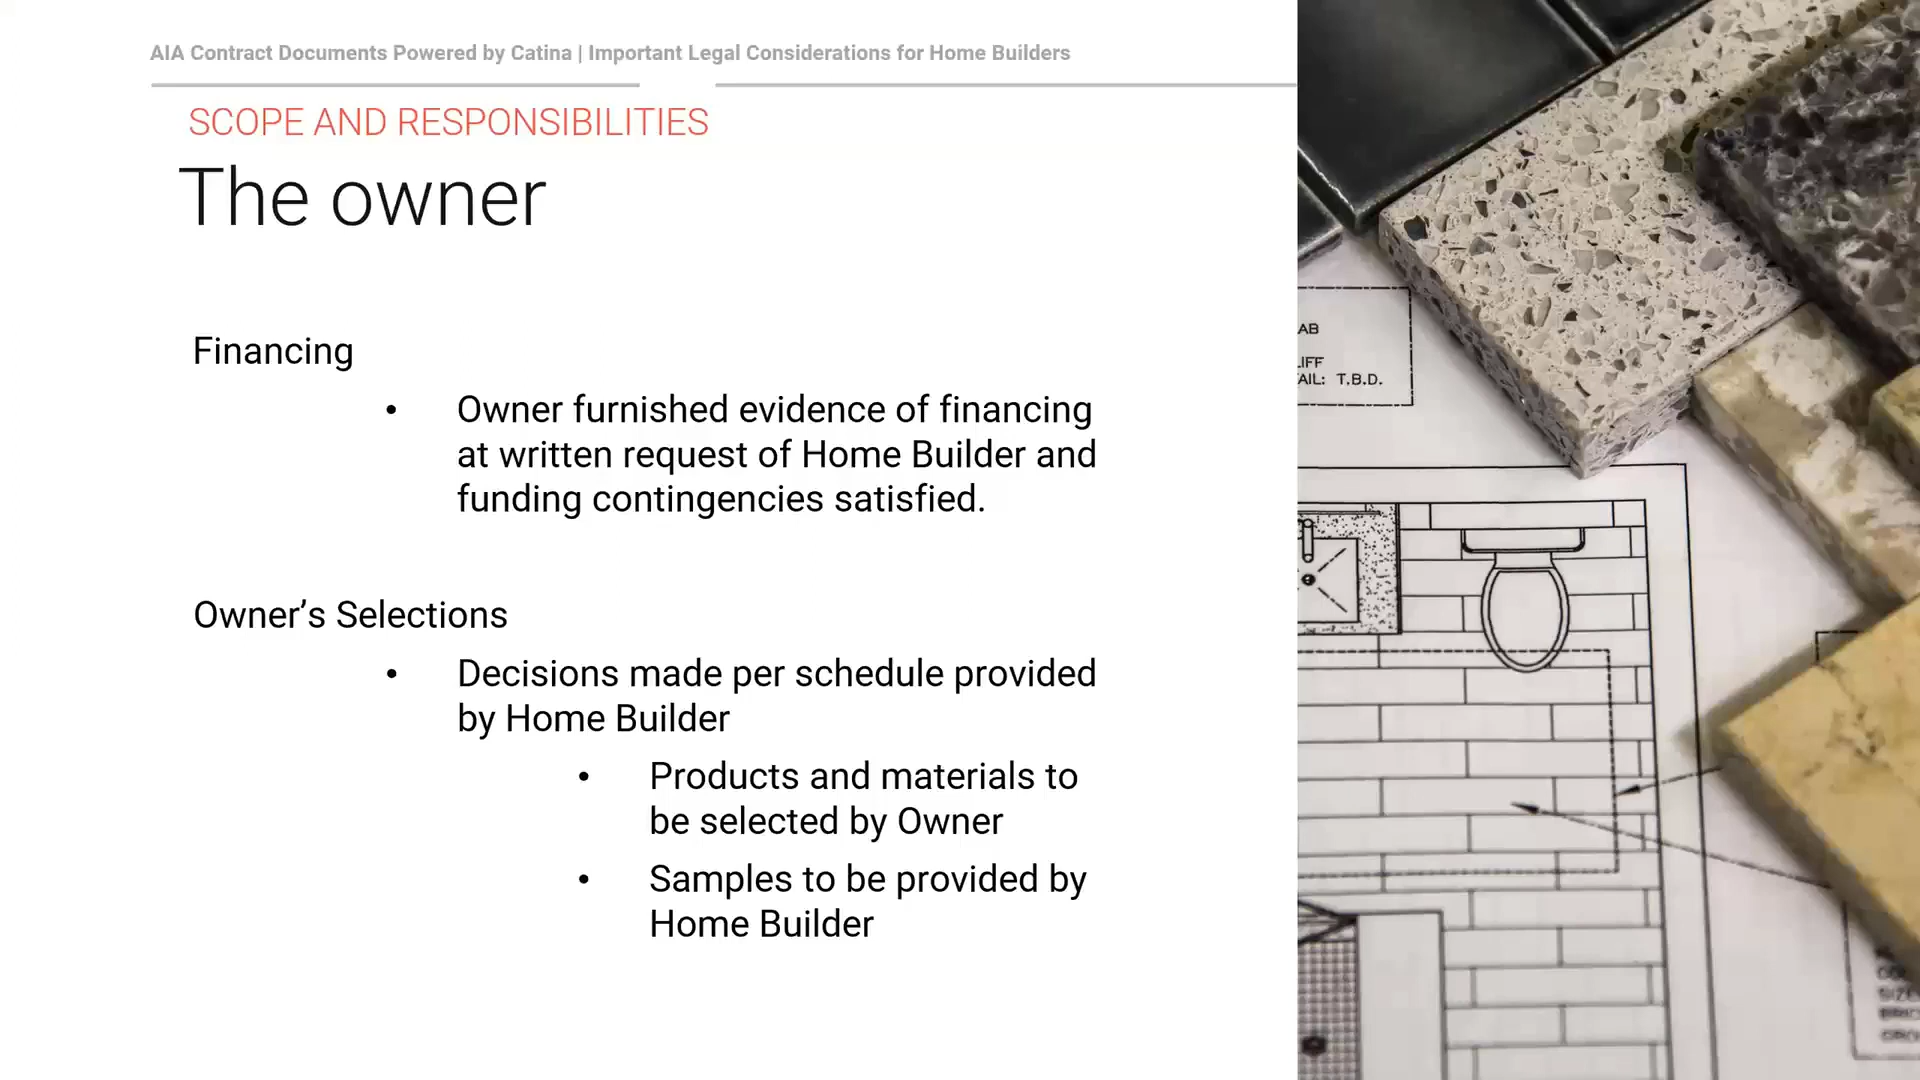 AIA Contract Documents Powered by Catina | Important Legal Considerations for Home Builders
SCOPE AND RESPONSIBILITIES
The owner
Financing
• Owner furnished evidence of financing
at written request of Home Builder and
funding contingencies satisfied.
Owner’s Selections
• Decisions made per schedule provided
by Home Builder
• Products and materials to
be selected by Owner
• Samples to be provided by
Home Builder
T.B.D.